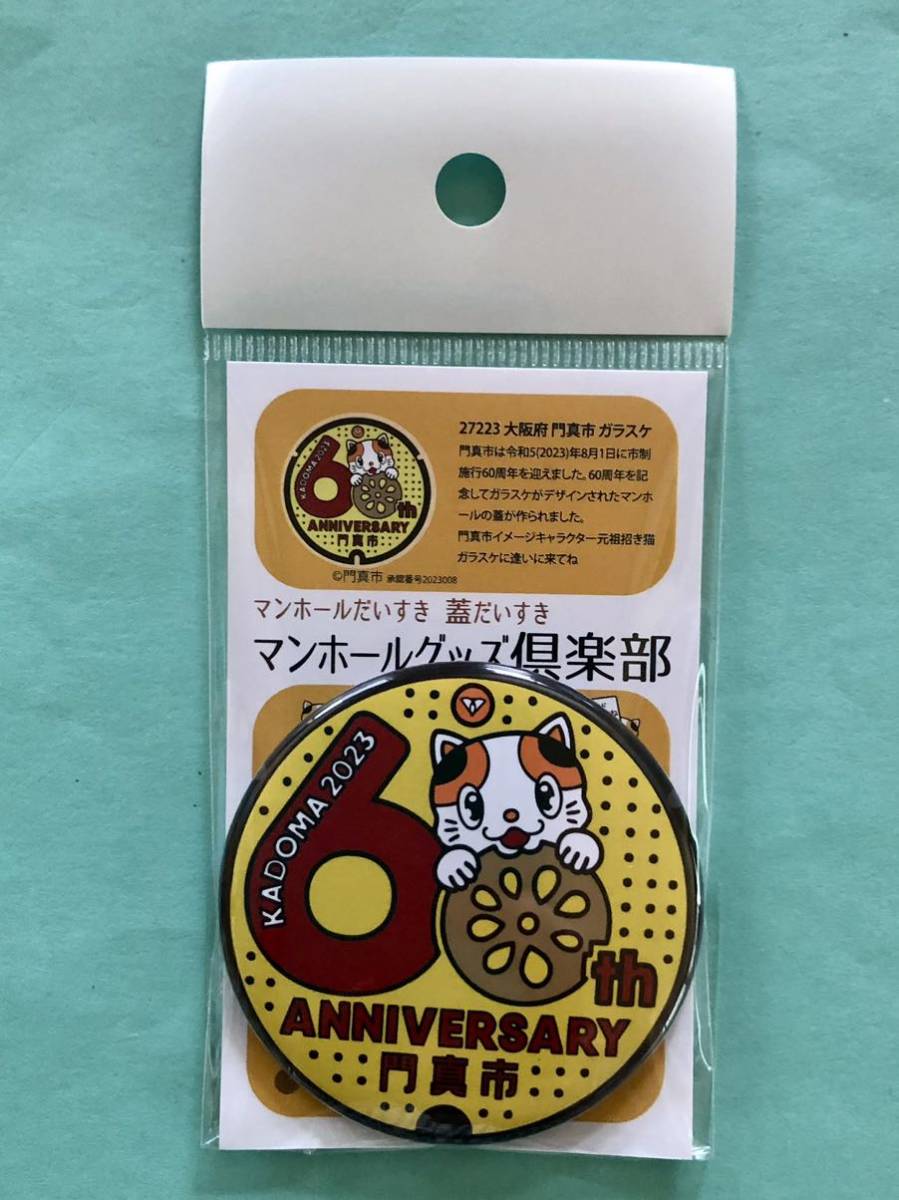 27223 大阪府 門真市 ガラスケ
門真市は令和5(2023)年8月1日に市制
施行60周年を迎えました。60周年を記
念してガラスケがデザインされたマンホ
ールの蓋が作られました。
門真市イメージキャラクター元祖招き猫
ガラスケに逢いに来てね
KADOMA 2023
60th
ANNIVERSARY
門真市
©門真市 承認番号2023008
マンホールだいすき 蓋だいすき
マンホールグッズ倶楽部
KADOMA 2023
60th
ANNIVERSARY
門真市